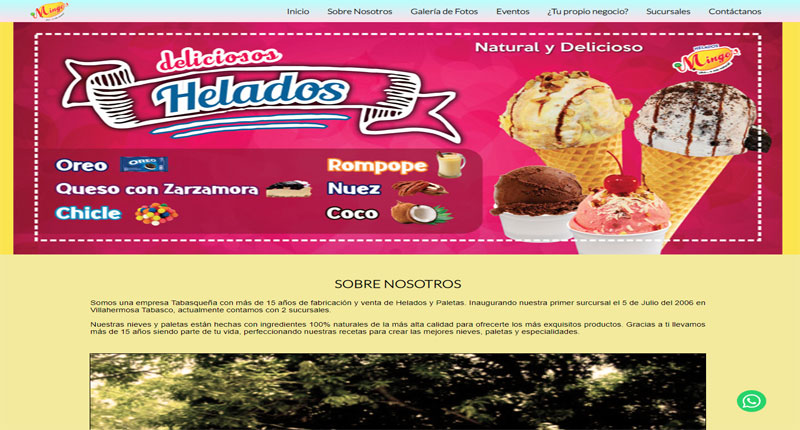 Mingo
Inicio Sobre Nosotros Galería de Fotos Eventos ¿Tu propio negocio? Sucursales Contáctanos
deliciosos
Helados
Natural y Delicioso
HELADOS
Mingo
Oreo
OREO
Rompope
Queso con Zarzamora
Nuez
Chicle
Coco
SOBRE NOSOTROS
Somos una empresa Tabasqueña con más de 15 años de fabricación y venta de Helados y Paletas. Inaugurando nuestra primer surcursal el 5 de Julio del 2006 en
Villahermosa Tabasco, actualmente contamos con 2 sucursales.
Nuestras nieves y paletas están hechas con ingredientes 100% naturales de la más alta calidad para ofrecerte los más exquisitos productos. Gracias a ti llevamos
más de 15 años siendo parte de tu vida, perfeccionando nuestras recetas para crear las mejores nieves, paletas y especialidades.